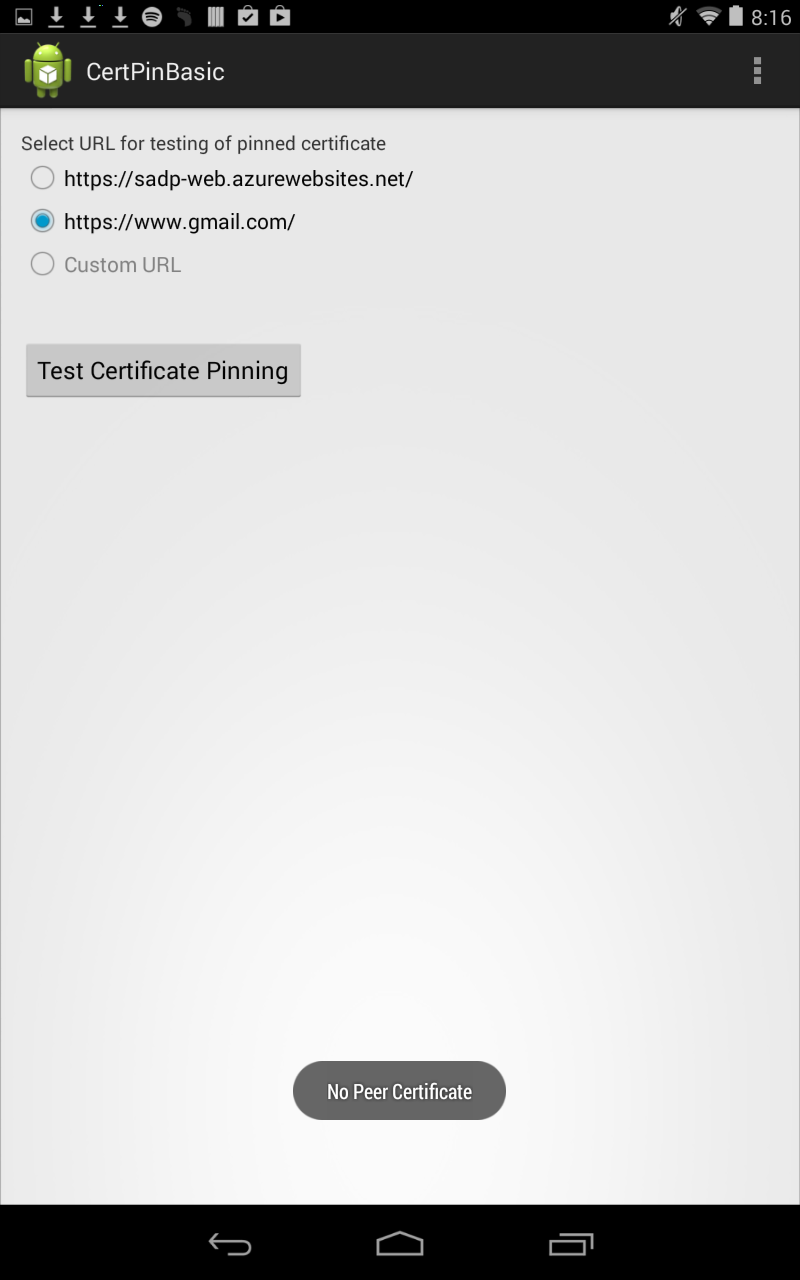 8:16
CertPinBasic
Select URL for testing of pinned certificate
https://sadp-web.azurewebsites.net/
https://www.gmail.com/
Custom URL
Test Certificate Pinning
No Peer Certificate